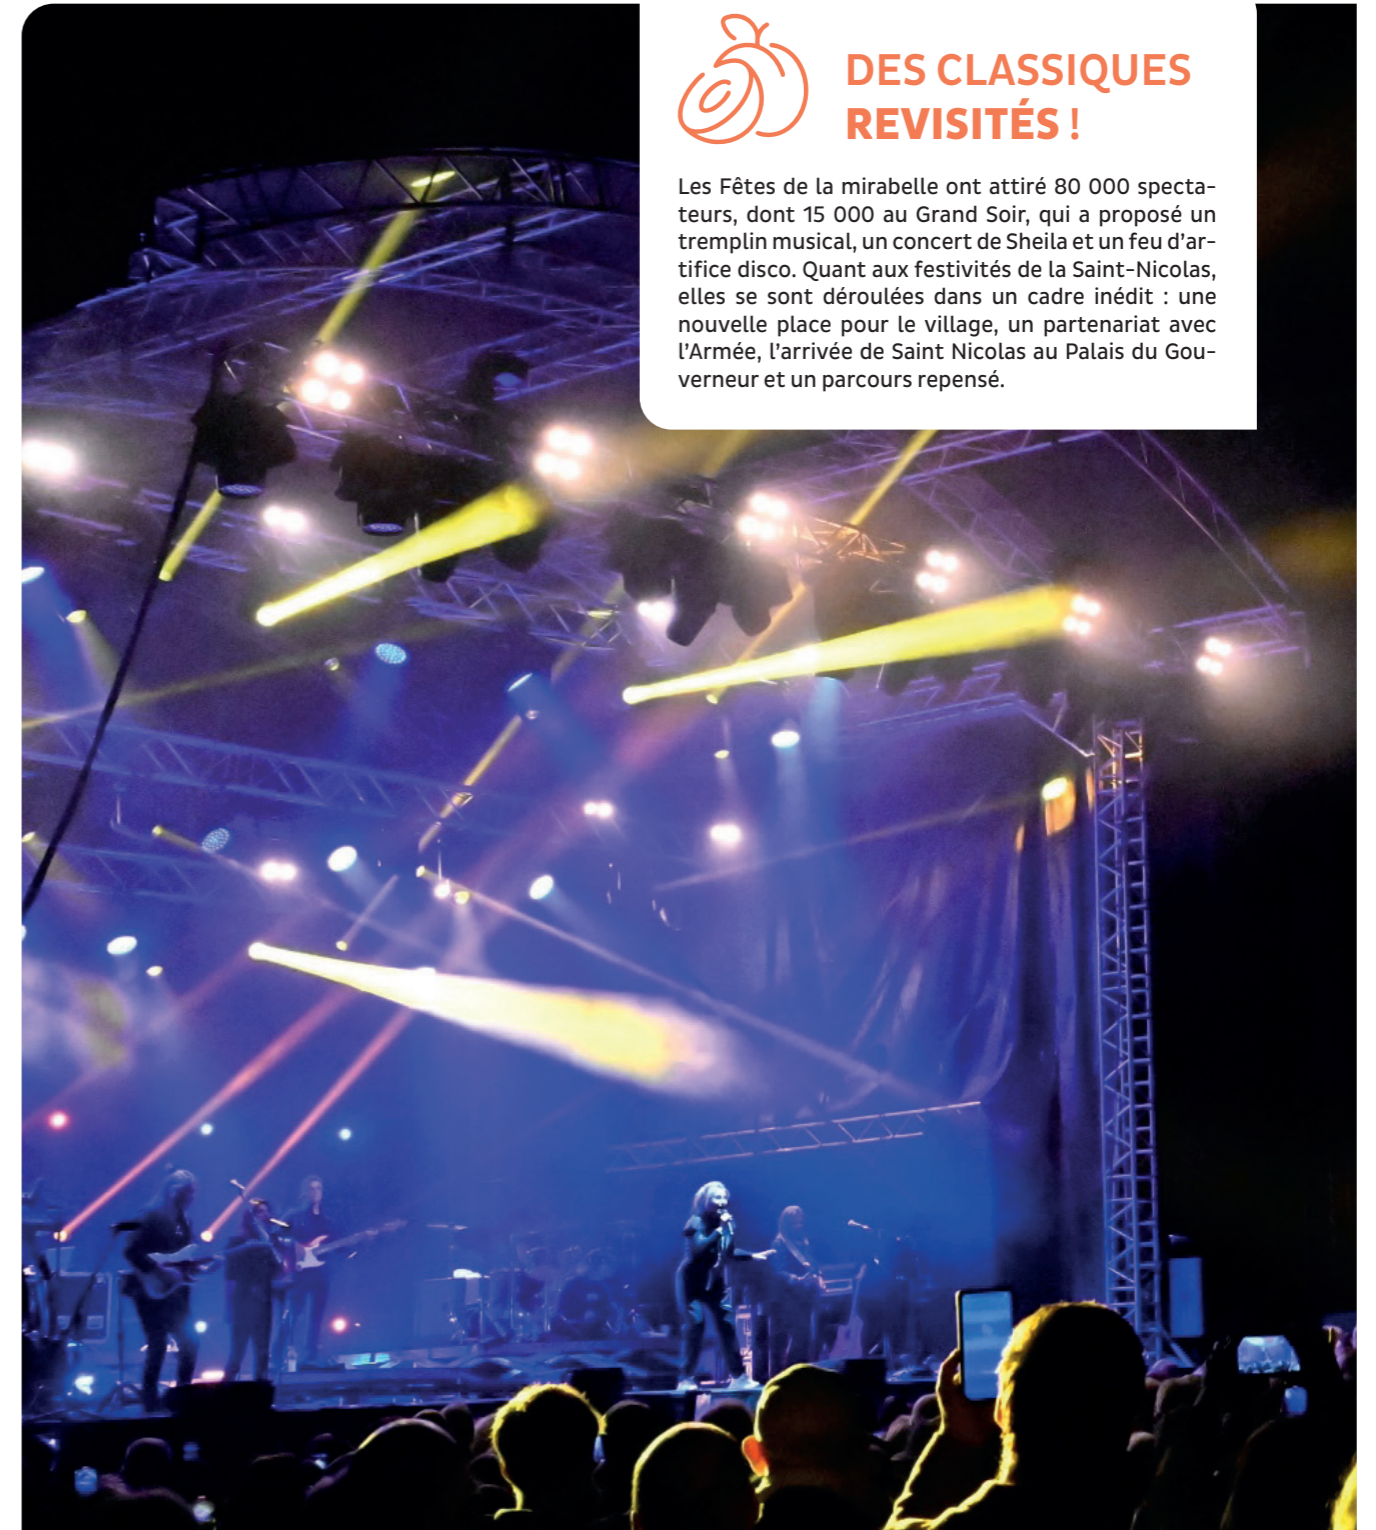 DES CLASSIQUES
REVISITÉS !
Les Fêtes de la mirabelle ont attiré 80 000 specta-
teurs, dont 15 000 au Grand Soir, qui a proposé un
tremplin musical, un concert de Sheila et un feu d’ar-
tifice disco. Quant aux festivités de la Saint-Nicolas,
elles se sont déroulées dans un cadre inédit : une
nouvelle place pour le village, un partenariat avec
l’Armée, l’arrivée de Saint Nicolas au Palais du Gou-
verneur et un parcours repensé.